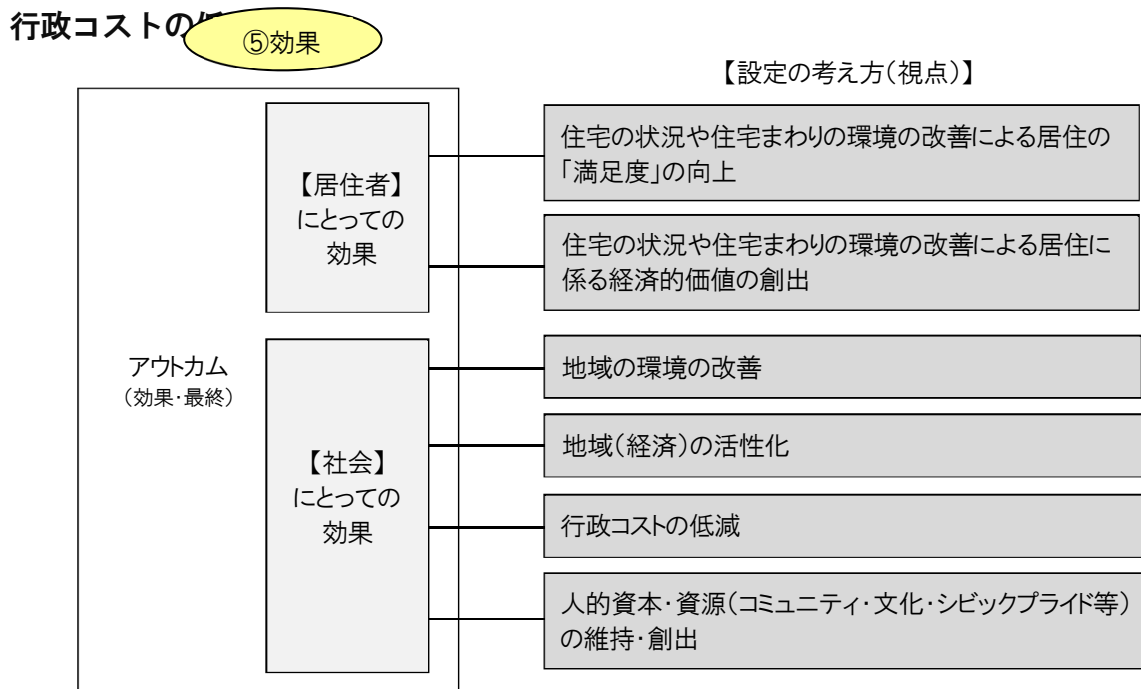 行政コストの
⑤効果
【設定の考え方(視点)】
住宅の状況や住宅まわりの環境の改善による居住の
「満足度」の向上
【居住者】
にとっての
効果
住宅の状況や住宅まわりの環境の改善による居住に
係る経済的価値の創出
アウトカム
(効果・最終)
【社会】
にとっての
効果
地域の環境の改善
地域(経済)の活性化
行政コストの低減
人的資本・資源(コミュニティ・文化・シビックプライド等)
の維持・創出